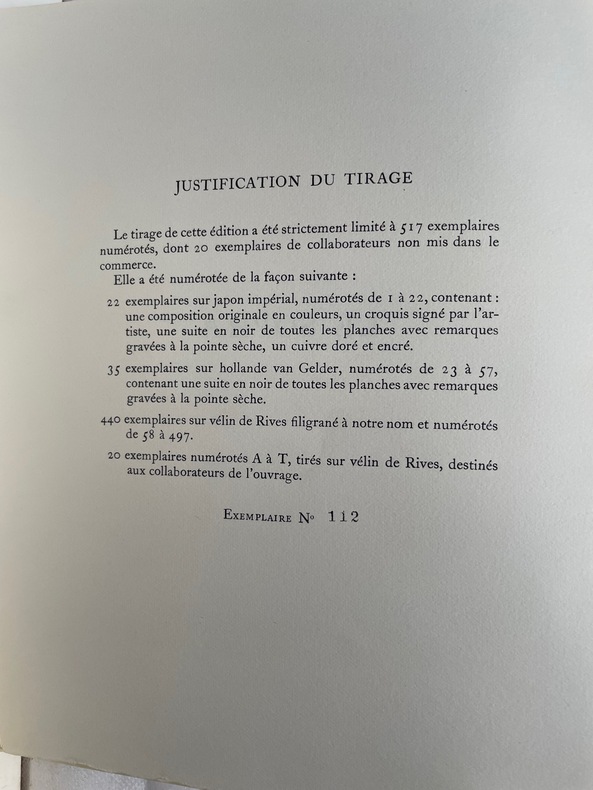 JUSTIFICATION DU TIRAGE
Le tirage de cette édition a été strictement limité à 517 exemplaires
numérotés, dont 20 exemplaires de collaborateurs non mis dans le
commerce.
Elle a été numérotée de la façon suivante :
22 exemplaires sur japon impérial, numérotés de 1 à 22, contenant :
une composition originale en couleurs, un croquis signé par l'ar-
tiste, une suite en noir de toutes les planches avec remarques
gravées à la pointe sèche, un cuivre doré et encré.
35 exemplaires sur hollande van Gelder, numérotés de 23 à 57,
contenant une suite en noir de toutes les planches avec remarques
gravées à la pointe sèche.
440 exemplaires sur vélin de Rives filigrané à notre nom et numérotés
de 58 à 497.
20 exemplaires numérotés A à T, tirés sur vélin de Rives, destinés
aux collaborateurs de l'ouvrage.
EXEMPLAIRE Nº 112